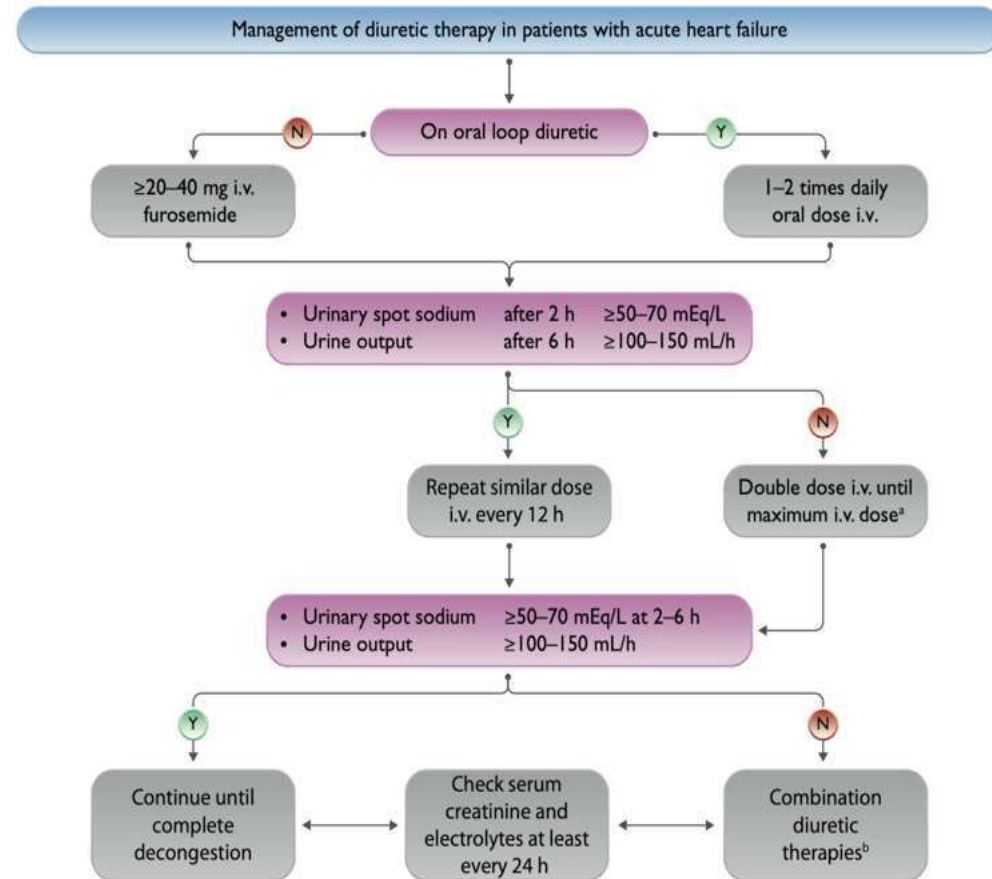 Management of diuretic therapy in patients with acute heart failure
On oral loop diuretic
N
Y
≥20–40 mg i.v.
furosemide
1–2 times daily
oral dose i.v.
• Urinary spot sodium after 2 h ≥50–70 mEq/L
• Urine output after 6 h ≥100–150 mL/h
Y
N
Repeat similar dose
i.v. every 12 h
Double dose i.v. until
maximum i.v. doseᵃ
• Urinary spot sodium ≥50–70 mEq/L at 2–6 h
• Urine output ≥100–150 mL/h
Y
N
Continue until
complete
decongestion
Check serum
creatinine and
electrolytes at least
every 24 h
Combination
diuretic
therapiesᵇ